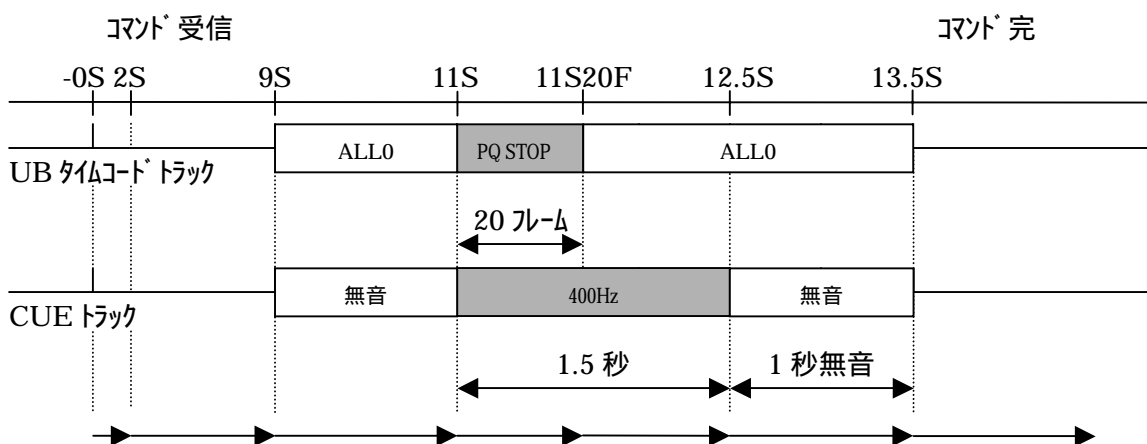 ｺﾏﾝﾄﾞ受信 ｺﾏﾝﾄﾞ完
-0S 2S 9S 11S 11S20F 12.5S 13.5S
ALL0 PQ STOP ALL0
UB ﾀｲﾑｺｰﾄﾞﾄﾗｯｸ
20 ﾌﾚｰﾑ
無音 400Hz 無音
CUE ﾄﾗｯｸ
1.5 秒 1 秒無音